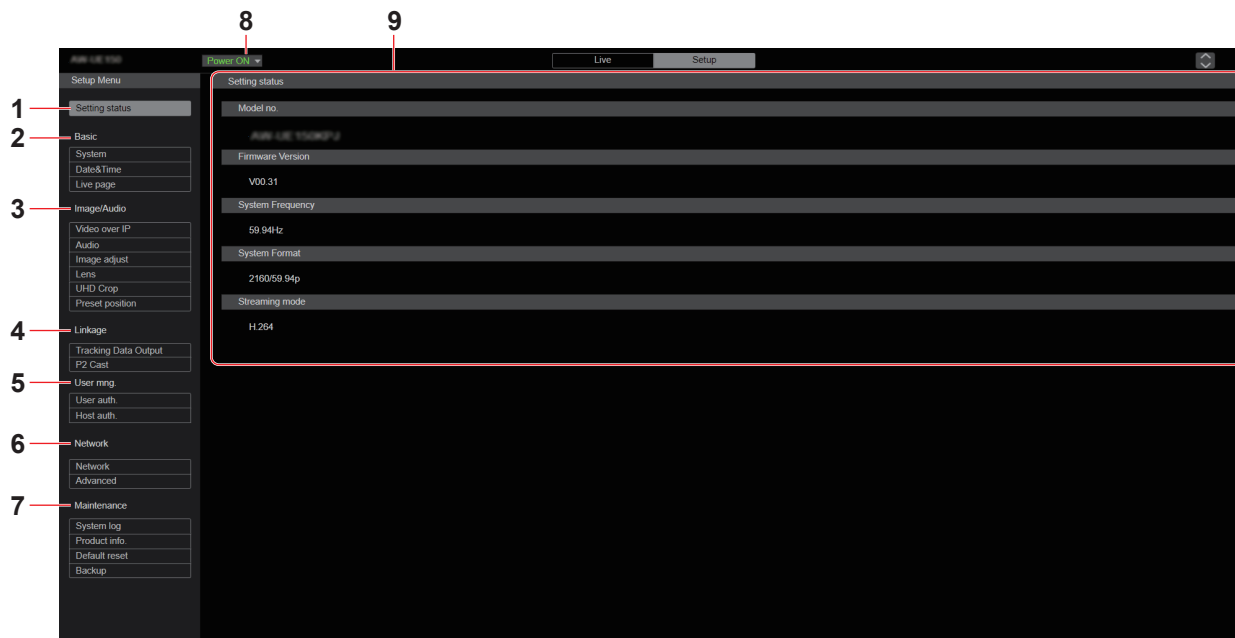 8 9
AW-UE150 Power ON Live Setup
Setup Menu
Setting status
1 Setting status
Model no.
2 Basic
AW-UE150KPJ
System
Firmware Version
Date&Time
Live page
V00.31
3 Image/Audio
System Frequency
Video over IP
59.94Hz
Audio
Image adjust
System Format
Lens
2160/59.94p
UHD Crop
Preset position
Streaming mode
4 Linkage
H.264
Tracking Data Output
P2 Cast
5 User mng.
User auth.
Host auth.
6 Network
Network
Advanced
7 Maintenance
System log
Product info.
Default reset
Backup